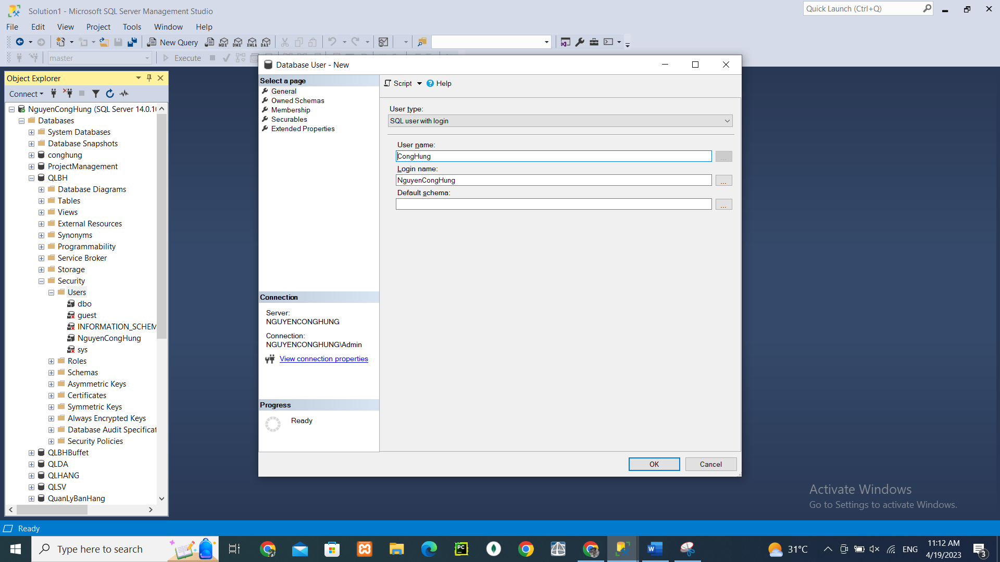 Solution1 - Microsoft SQL Server Management Studio
Quick Launch (Ctrl+Q)
File Edit View Project Tools Window Help
New Query MDX DMX XMLA DAX
master Execute
Object Explorer
Connect
NguyenCongHung (SQL Server 14.0.1
Databases
System Databases
Database Snapshots
conghung
ProjectManagement
QLBH
Database Diagrams
Tables
Views
External Resources
Synonyms
Programmability
Service Broker
Storage
Security
Users
dbo
guest
INFORMATION_SCHEM
NguyenCongHung
sys
Roles
Schemas
Asymmetric Keys
Certificates
Symmetric Keys
Always Encrypted Keys
Database Audit Specificat
Security Policies
QLBHBuffet
QLDA
QLHANG
QLSV
QuanLyBanHang
Database User - New
Select a page
General
Owned Schemas
Membership
Securables
Extended Properties
Connection
Server:
NGUYENCONGHUNG
Connection:
NGUYENCONGHUNG\Admin
View connection properties
Progress
Ready
Script Help
User type:
SQL user with login
User name:
CongHung
...
Login name:
NguyenCongHung
...
Default schema:
...
OK Cancel
Activate Windows
Go to Settings to activate Windows.
Ready
Type here to search
PC
W
31°C
ENG
11:12 AM
4/19/2023
3